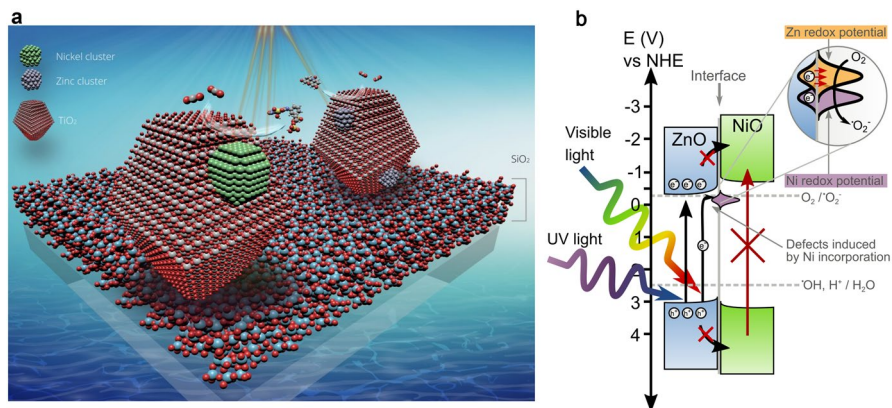 a
Nickel cluster
Zinc cluster
TiO₂
SiO₂
b
E (V)
vs NHE
Interface
Zn redox potential
O₂
e⁻
e⁻
·O₂⁻
Ni redox potential
-3
-2
-1
0
1
3
4
Visible
light
UV light
ZnO
NiO
e⁻ e⁻ e⁻
e⁻
O₂ /·O₂⁻
Defects induced
by Ni incorporation
·OH, H⁺ / H₂O
h⁺ h⁺ h⁺